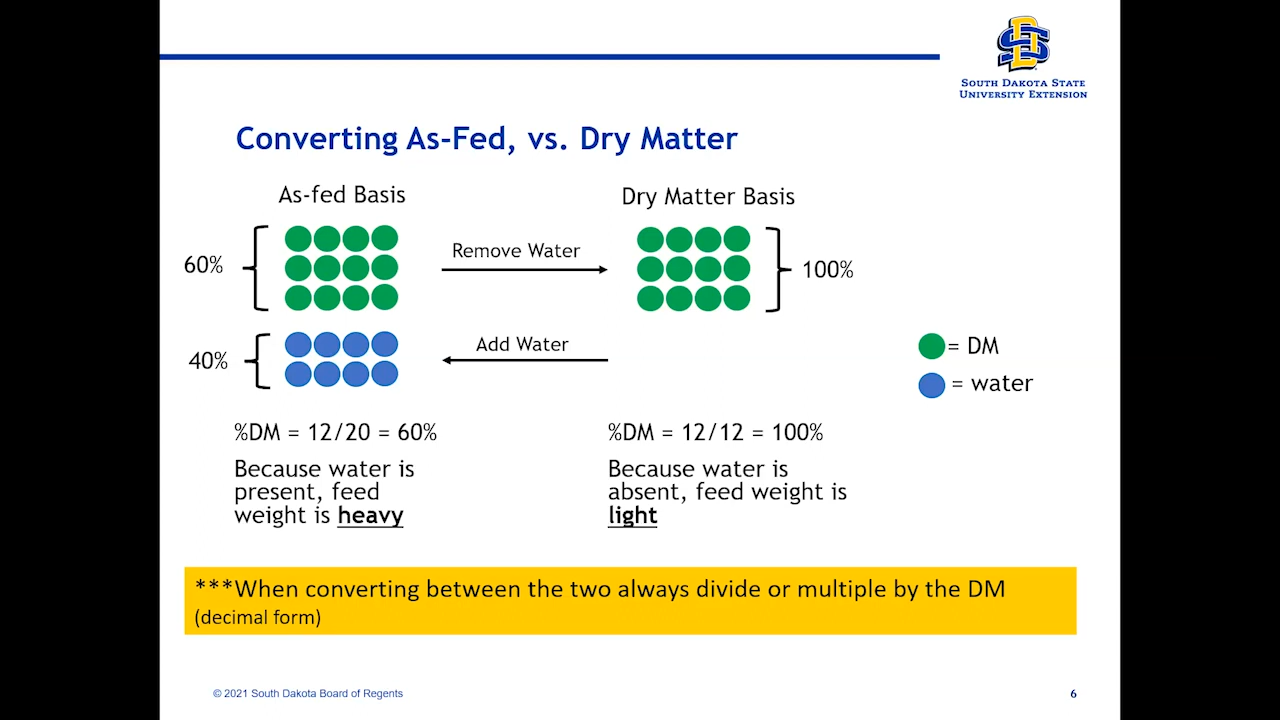 SOUTH DAKOTA STATE
UNIVERSITY EXTENSION
Converting As-Fed, vs. Dry Matter
As-fed Basis
Dry Matter Basis
60%
Remove Water
100%
40%
Add Water
= DM
= water
%DM = 12/20 = 60%
Because water is
present, feed
weight is heavy
%DM = 12/12 = 100%
Because water is
absent, feed weight is
light
***When converting between the two always divide or multiple by the DM
(decimal form)
© 2021 South Dakota Board of Regents
6